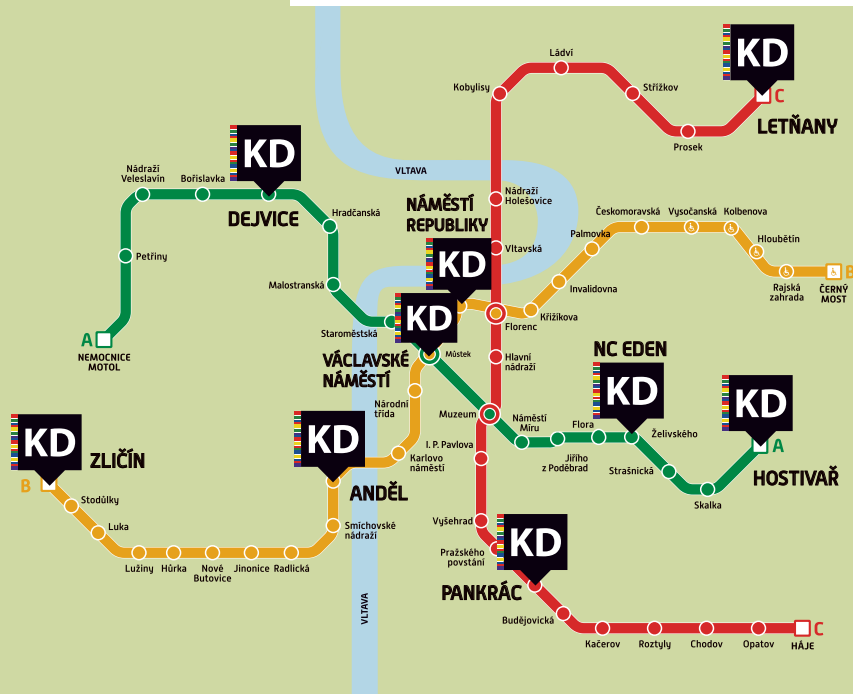 Ládví
KD
Kobylisy
Střížkov
C
LETŇANY
Prosek
KD
VLTAVA
Nádraží
Veleslavín
Bořislavka
DEJVICE
Hradčanská
NÁMĚSTÍ
REPUBLIKY
Nádraží
Holešovice
Českomoravská
Vysočanská
Kolbenova
Palmovka
Hloubětín
Petřiny
Vltavská
KD
Malostranská
Invalidovna
Rajská
zahrada
B
ČERNÝ
MOST
KD
Křižíkova
Florenc
Staroměstská
A
NEMOCNICE
MOTOL
VÁCLAVSKÉ
NÁMĚSTÍ
Můstek
Hlavní
nádraží
NC EDEN
KD
Národní
třída
Muzeum
Náměstí
Míru
Flora
Želivského
KD
A
HOSTIVAŘ
KD
ZLIČÍN
B
KD
ANDĚL
I. P. Pavlova
Karlovo
náměstí
Jiřího
z Poděbrad
Strašnická
Skalka
Stodůlky
Luka
Smíchovské
nádraží
Vyšehrad
Pražského
povstání
KD
Lužiny
Hůrka
Nové
Butovice
Jinonice
Radlická
PANKRÁC
VLTAVA
Budějovická
Kačerov
Roztyly
Chodov
Opatov
C
HÁJE